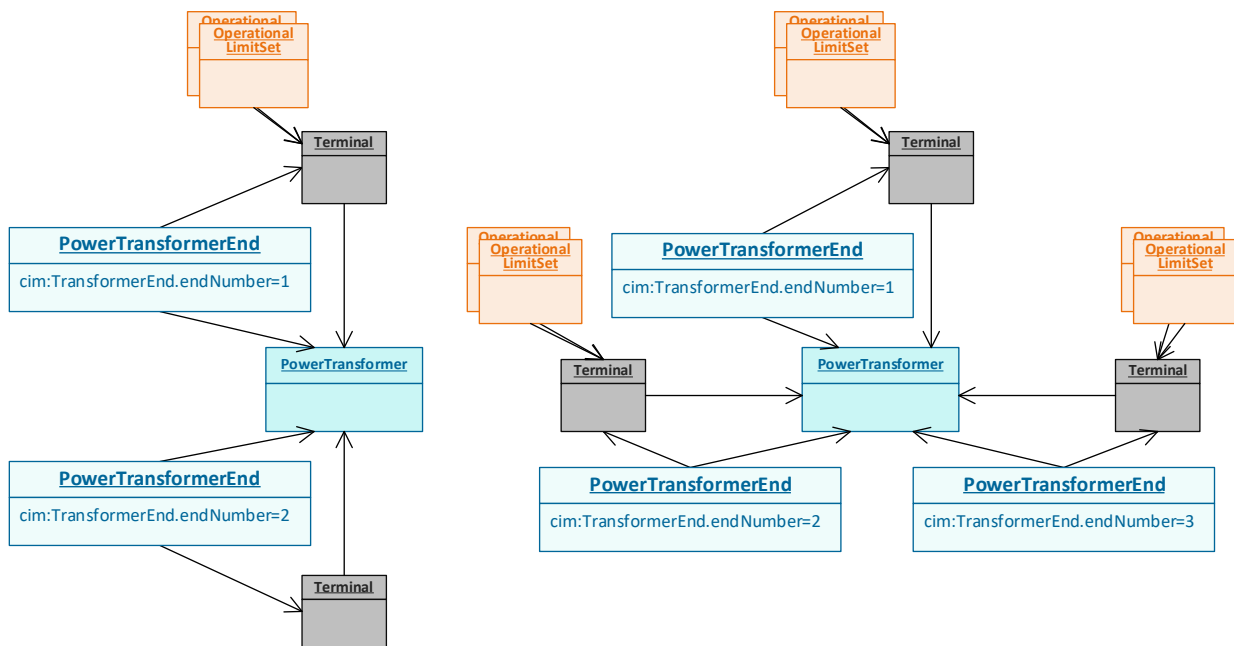 Operational
Operational
LimitSet
Terminal
PowerTransformerEnd
cim:TransformerEnd.endNumber=1
PowerTransformer
PowerTransformerEnd
cim:TransformerEnd.endNumber=2
Terminal
Operational
Operational
LimitSet
Terminal
PowerTransformerEnd
cim:TransformerEnd.endNumber=1
Operational
Operational
LimitSet
Operational
Operational
LimitSet
Terminal
PowerTransformer
Terminal
PowerTransformerEnd
cim:TransformerEnd.endNumber=2
PowerTransformerEnd
cim:TransformerEnd.endNumber=3